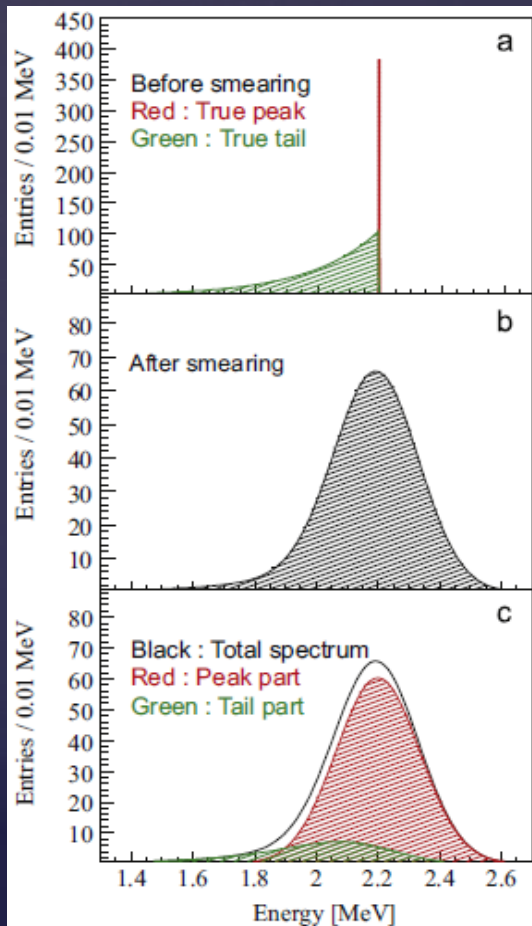 a
Before smearing
Red : True peak
Green : True tail
Entries / 0.01 MeV
450
400
350
300
250
200
150
100
50
b
After smearing
Entries / 0.01 MeV
80
70
60
50
40
30
20
10
c
Black : Total spectrum
Red : Peak part
Green : Tail part
Entries / 0.01 MeV
80
70
60
50
40
30
20
10
1.4 1.6 1.8 2 2.2 2.4 2.6
Energy [MeV]